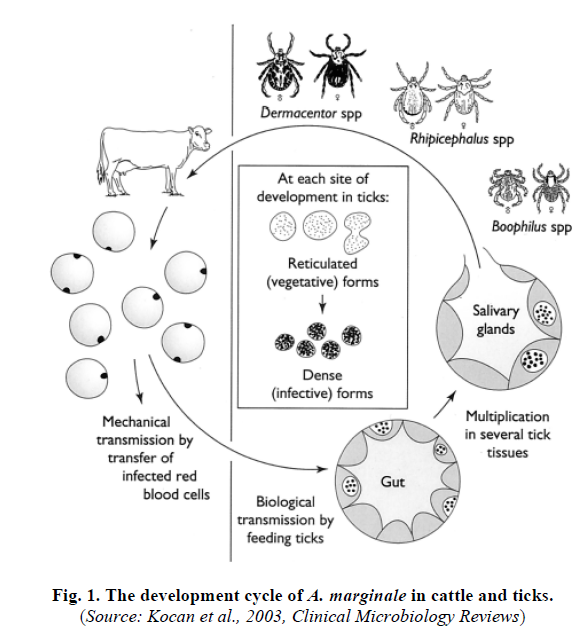 Dermacentor spp
Rhipicephalus spp
Boophilus spp
At each site of
development in ticks:
Reticulated
(vegetative) forms
Dense
(infective) forms
Salivary
glands
Multiplication
in several tick
tissues
Gut
Mechanical
transmission by
transfer of
infected red
blood cells
Biological
transmission by
feeding ticks
Fig. 1. The development cycle of A. marginale in cattle and ticks.
(Source: Kocan et al., 2003, Clinical Microbiology Reviews)